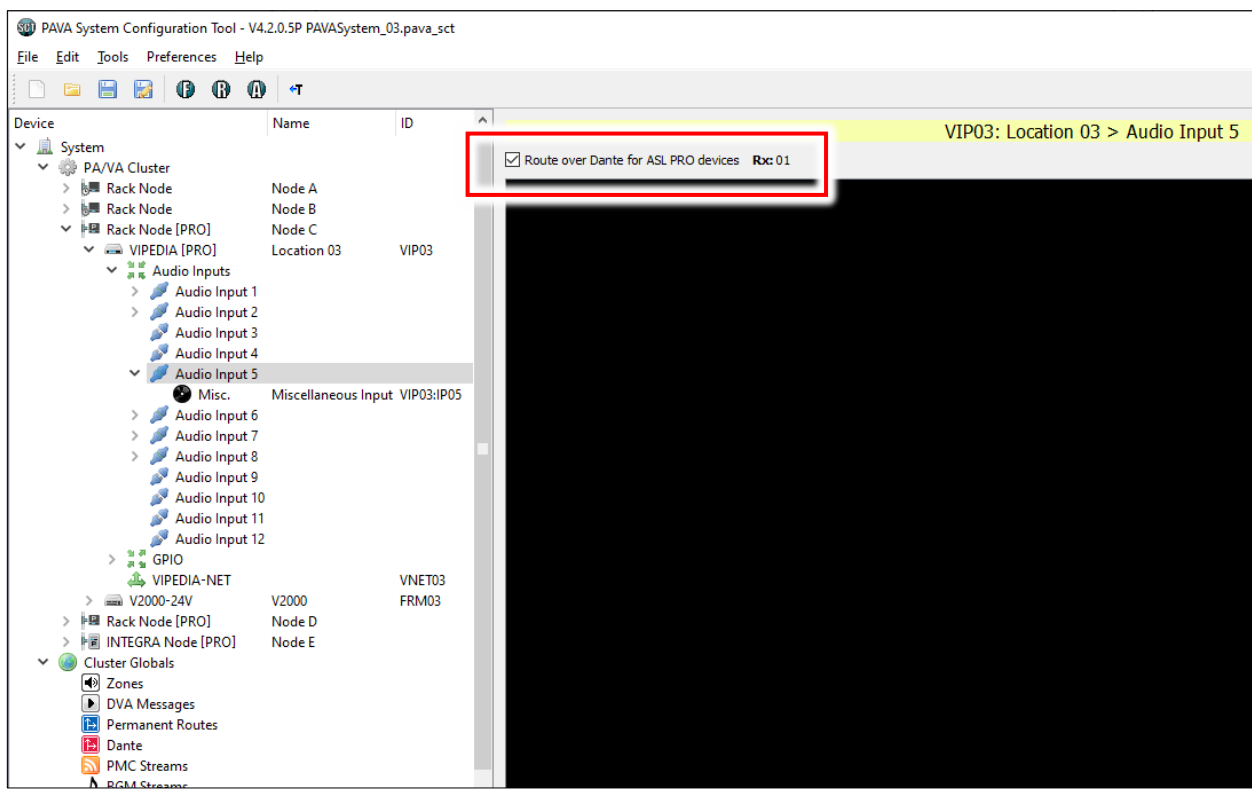 PAVA System Configuration Tool - V4.2.0.5P PAVASystem_03.pava_sct
File Edit Tools Preferences Help
F R A T
Device Name ID
System
PA/VA Cluster
Rack Node Node A
Rack Node Node B
Rack Node [PRO] Node C
VIPEDIA [PRO] Location 03 VIP03
Audio Inputs
Audio Input 1
Audio Input 2
Audio Input 3
Audio Input 4
Audio Input 5
Misc. Miscellaneous Input VIP03:IP05
Audio Input 6
Audio Input 7
Audio Input 8
Audio Input 9
Audio Input 10
Audio Input 11
Audio Input 12
GPIO
VIPEDIA-NET VNET03
V2000-24V V2000 FRM03
Rack Node [PRO] Node D
INTEGRA Node [PRO] Node E
Cluster Globals
Zones
DVA Messages
Permanent Routes
Dante
PMC Streams
BGM Streams
VIP03: Location 03 > Audio Input 5
Route over Dante for ASL PRO devices Rx: 01